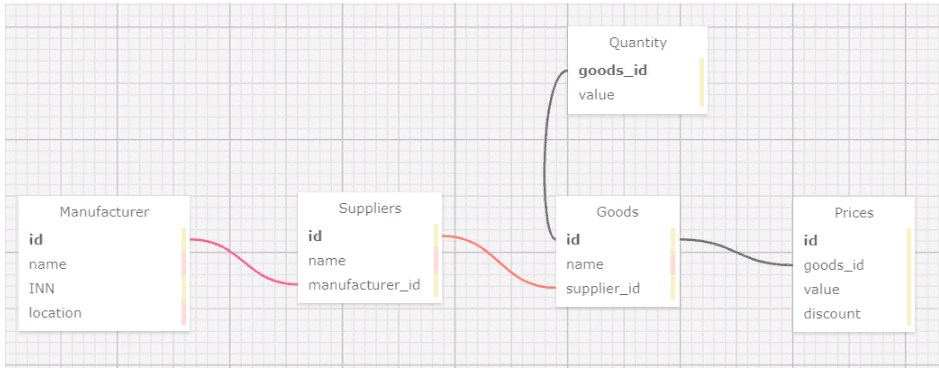 Quantity
goods_id
value
Manufacturer
id
name
INN
location
Suppliers
id
name
manufacturer_id
Goods
id
name
supplier_id
Prices
id
goods_id
value
discount